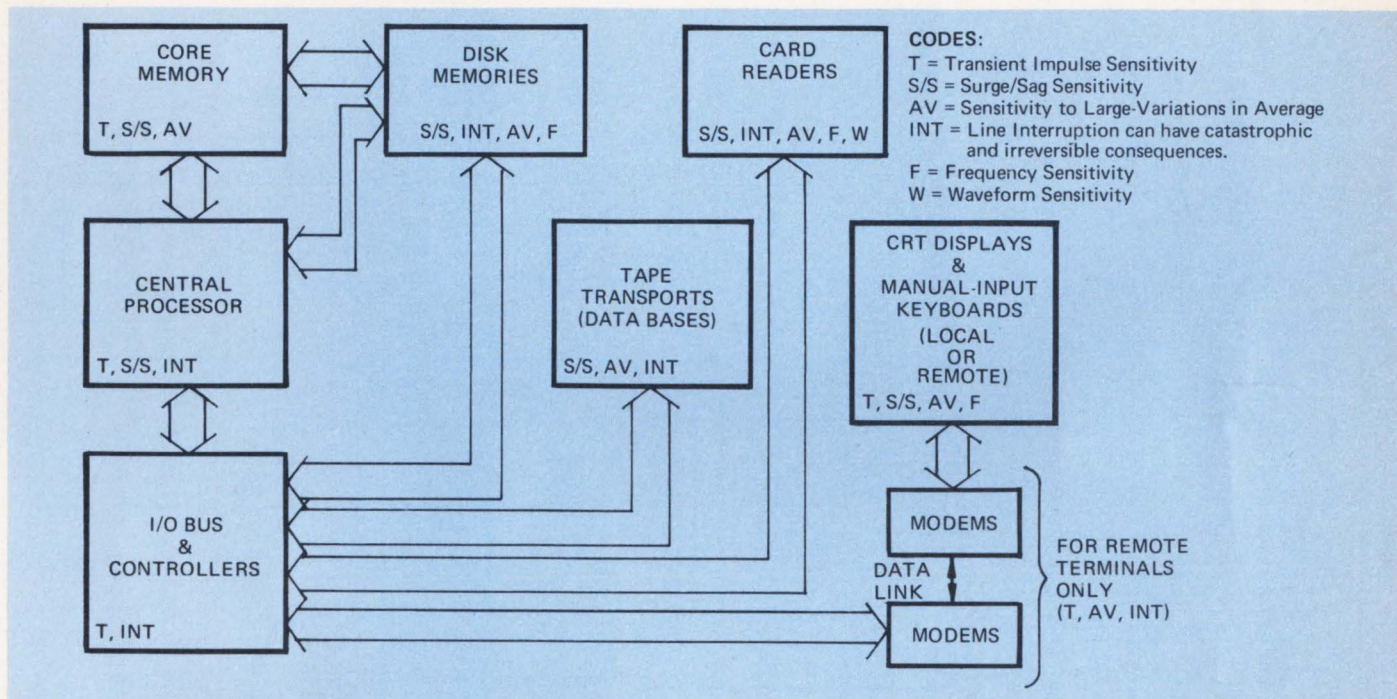 CORE
MEMORY
T, S/S, AV
DISK
MEMORIES
S/S, INT, AV, F
CARD
READERS
S/S, INT, AV, F, W
CODES:
T = Transient Impulse Sensitivity
S/S = Surge/Sag Sensitivity
AV = Sensitivity to Large-Variations in Average
INT = Line Interruption can have catastrophic
and irreversible consequences.
F = Frequency Sensitivity
W = Waveform Sensitivity
CENTRAL
PROCESSOR
T, S/S, INT
TAPE
TRANSPORTS
(DATA BASES)
S/S, AV, INT
CRT DISPLAYS
&
MANUAL-INPUT
KEYBOARDS
(LOCAL
OR
REMOTE)
T, S/S, AV, F
I/O BUS
&
CONTROLLERS
T, INT
MODEMS
DATA
LINK
MODEMS
FOR REMOTE
TERMINALS
ONLY
(T, AV, INT)